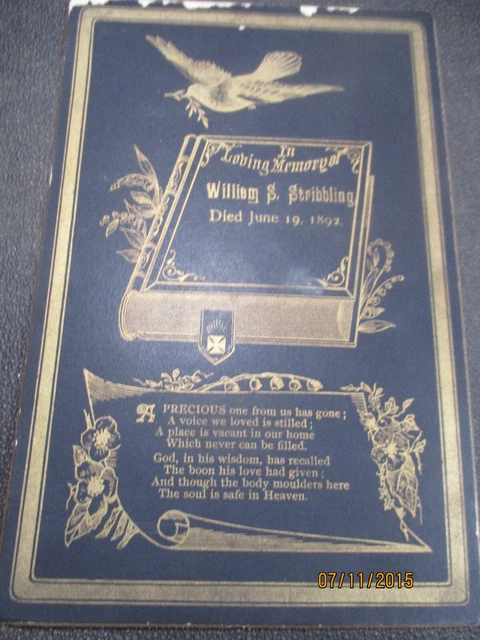 In
Loving Memory of
William S. Stribbling
Died June 19, 1892.
A PRECIOUS one from us has gone;
A voice we loved is stilled;
A place is vacant in our home
Which never can be filled.
God, in his wisdom, has recalled
The boon his love had given;
And though the body moulders here
The soul is safe in Heaven.
07/11/2015